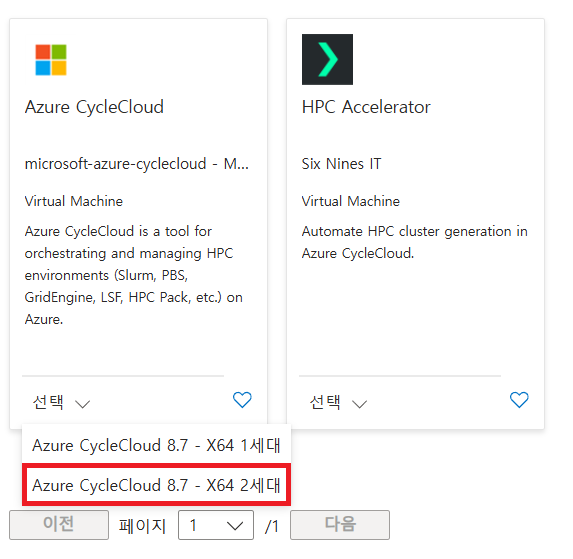 Azure CycleCloud
microsoft-azure-cyclecloud - M...
Virtual Machine
Azure CycleCloud is a tool for
orchestrating and managing HPC
environments (Slurm, PBS,
GridEngine, LSF, HPC Pack, etc.) on
Azure.
선택
HPC Accelerator
Six Nines IT
Virtual Machine
Automate HPC cluster generation in
Azure CycleCloud.
선택
Azure CycleCloud 8.7 - X64 1세대
Azure CycleCloud 8.7 - X64 2세대
이전 페이지 1 /1 다음